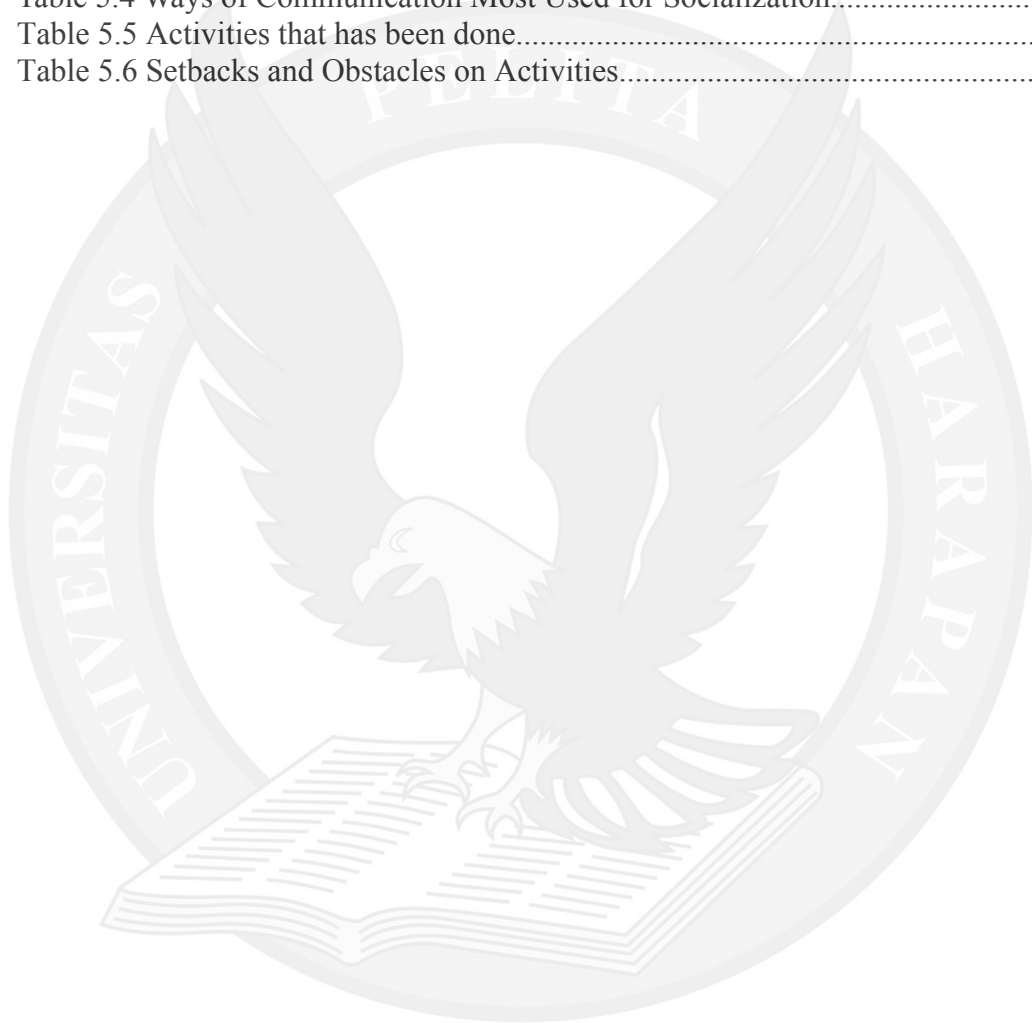 Table 5.4 Ways of Communication Most Used for Socialization......................
Table 5.5 Activities that has been done..............................................................
Table 5.6 Setbacks and Obstacles on Activities..................................................
UNIVERSITAS PELITA HARAPAN